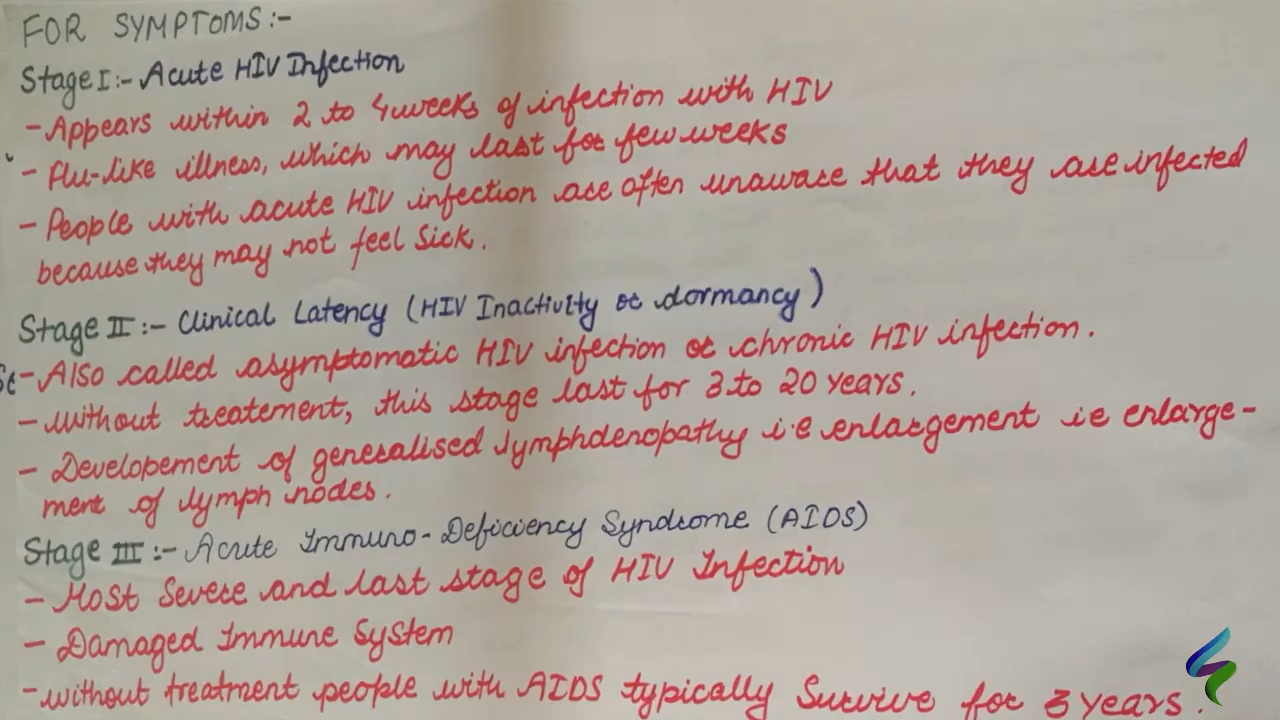 FOR SYMPTOMS:-
Stage I:- Acute HIV Infection
- Appears within 2 to 4 weeks of infection with HIV
- Flu-like illness, which may last for few weeks
- People with acute HIV infection are often unaware that they are infected
because they may not feel Sick.
Stage II:- Clinical Latency (HIV Inactivity or dormancy)
- Also called asymptomatic HIV infection or chronic HIV infection.
- without treatement, this stage last for 3 to 20 years.
- Developement of generalised lymphdenopathy i.e enlargement ie enlarge-
ment of lymph nodes.
Stage III:- Acute Immuno-Deficiency Syndrome (AIDS)
- Most Severe and last stage of HIV Infection
- Damaged Immune System
- without treatment people with AIDS typically Survive for 3 years.